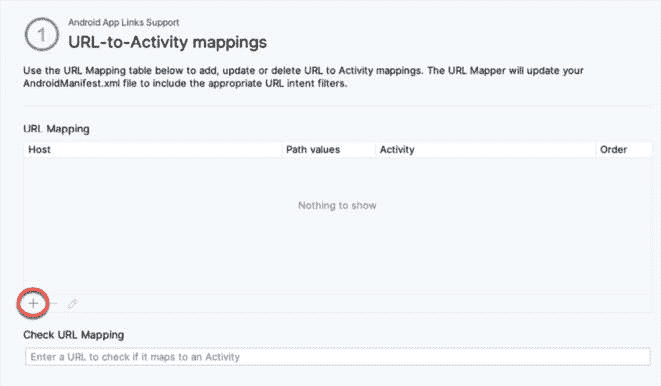 Android App Links Support
1
URL-to-Activity mappings
Use the URL Mapping table below to add, update or delete URL to Activity mappings. The URL Mapper will update your
AndroidManifest.xml file to include the appropriate URL intent filters.
URL Mapping
Host Path values Activity Order
Nothing to show
Check URL Mapping
Enter a URL to check if it maps to an Activity